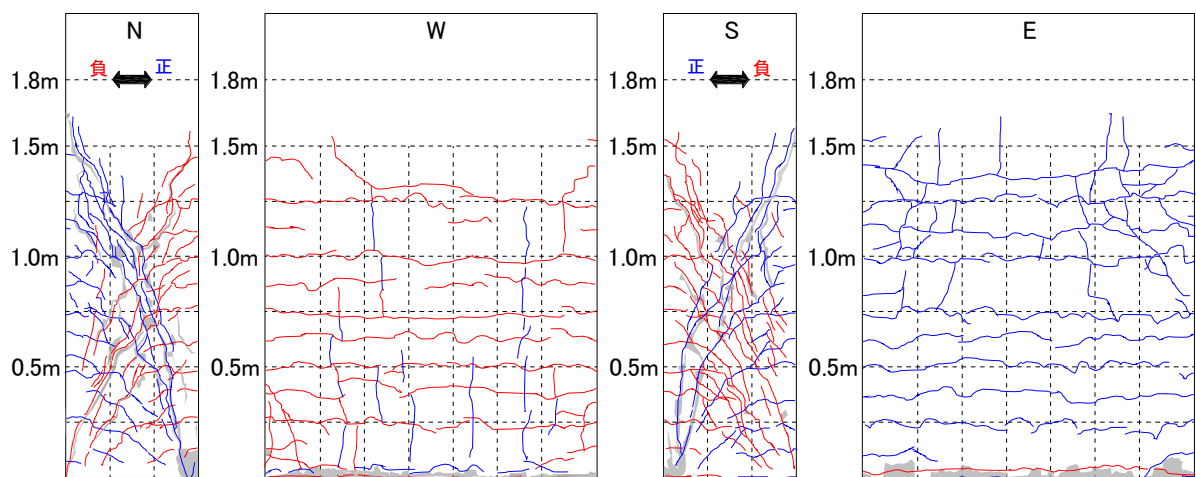 N W S E
負 正 正 負
1.8m 1.8m 1.8m 1.8m
1.5m 1.5m 1.5m 1.5m
1.0m 1.0m 1.0m 1.0m
0.5m 0.5m 0.5m 0.5m